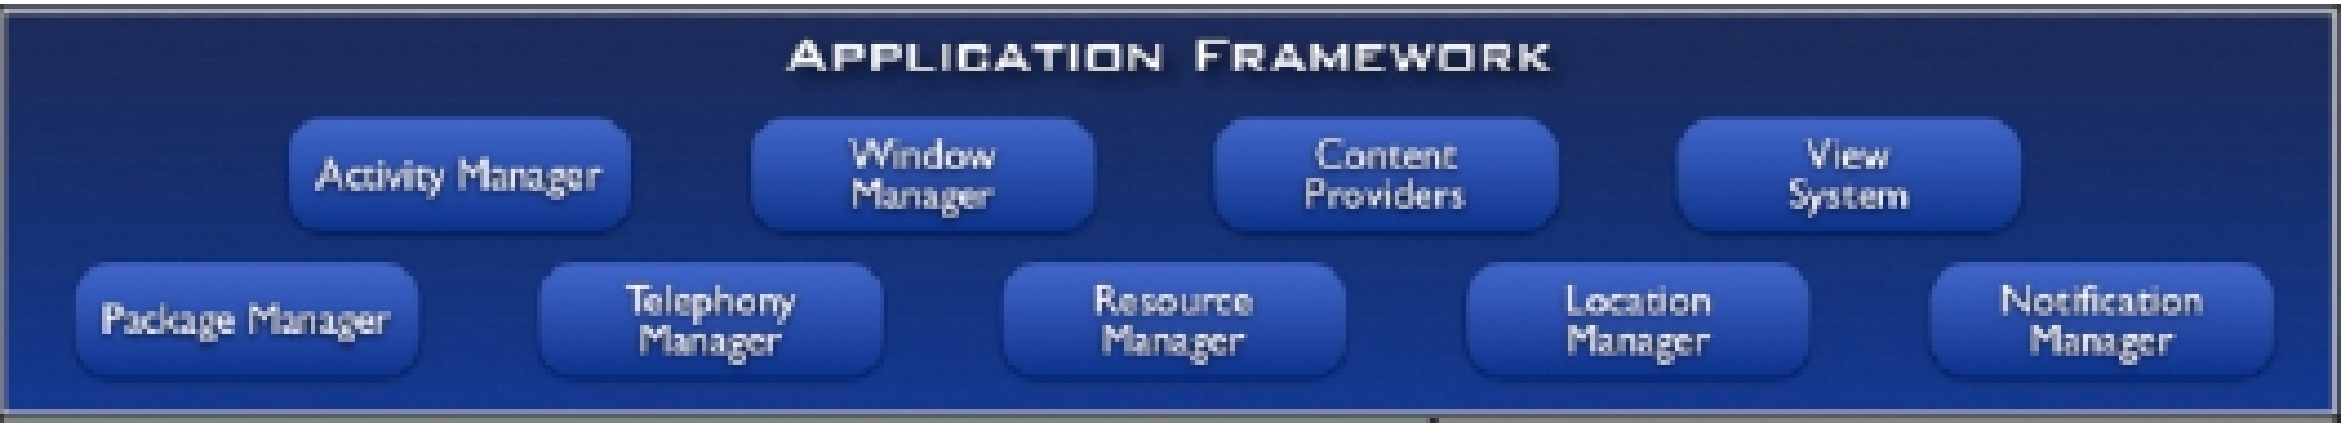 APPLICATION FRAMEWORK
Activity Manager
Window
Manager
Content
Providers
View
System
Package Manager
Telephony
Manager
Resource
Manager
Location
Manager
Notification
Manager